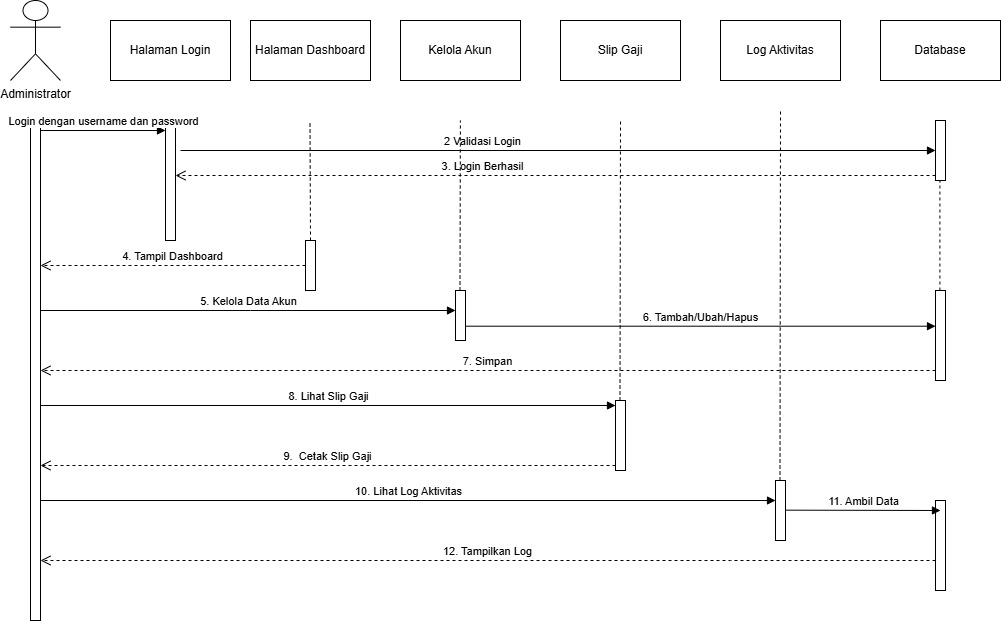 Halaman Login
Halaman Dashboard
Kelola Akun
Slip Gaji
Log Aktivitas
Database
Administrator
Login dengan username dan password
2 Validasi Login
3. Login Berhasil
4. Tampil Dashboard
5. Kelola Data Akun
6. Tambah/Ubah/Hapus
7. Simpan
8. Lihat Slip Gaji
9. Cetak Slip Gaji
10. Lihat Log Aktivitas
11. Ambil Data
12. Tampilkan Log